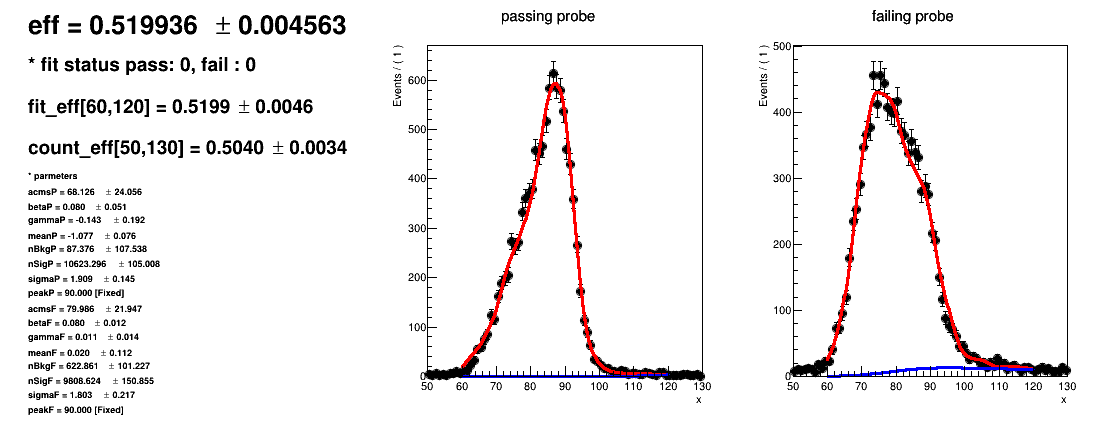 eff = 0.519936 ± 0.004563
* fit status pass: 0, fail : 0
fit_eff[60,120] = 0.5199 ± 0.0046
count_eff[50,130] = 0.5040 ± 0.0034
* parmeters
acmsP = 68.126 ± 24.056
betaP = 0.080 ± 0.051
gammaP = -0.143 ± 0.192
meanP = -1.077 ± 0.076
nBkgP = 87.376 ± 107.538
nSigP = 10623.296 ± 105.008
sigmaP = 1.909 ± 0.145
peakP = 90.000 [Fixed]
acmsF = 79.986 ± 21.947
betaF = 0.080 ± 0.012
gammaF = 0.011 ± 0.014
meanF = 0.020 ± 0.112
nBkgF = 622.861 ± 101.227
nSigF = 9808.624 ± 150.855
sigmaF = 1.803 ± 0.217
peakF = 90.000 [Fixed]
passing probe
Events / ( 1 )
600
500
400
300
200
100
0
50 60 70 80 90 100 110 120 130
x
failing probe
Events / ( 1 )
500
400
300
200
100
0
50 60 70 80 90 100 110 120 130
x